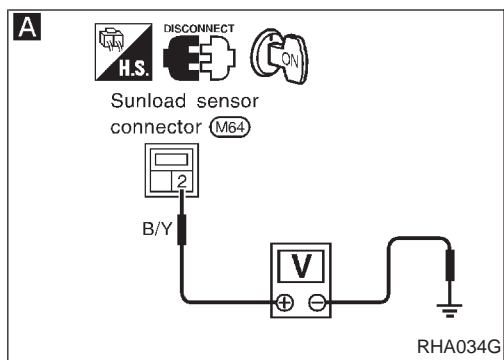 A
DISCONNECT
H.S.
ON
Sunload sensor
connector M64
2
B/Y
V
⊕ ⊖
RHA034G